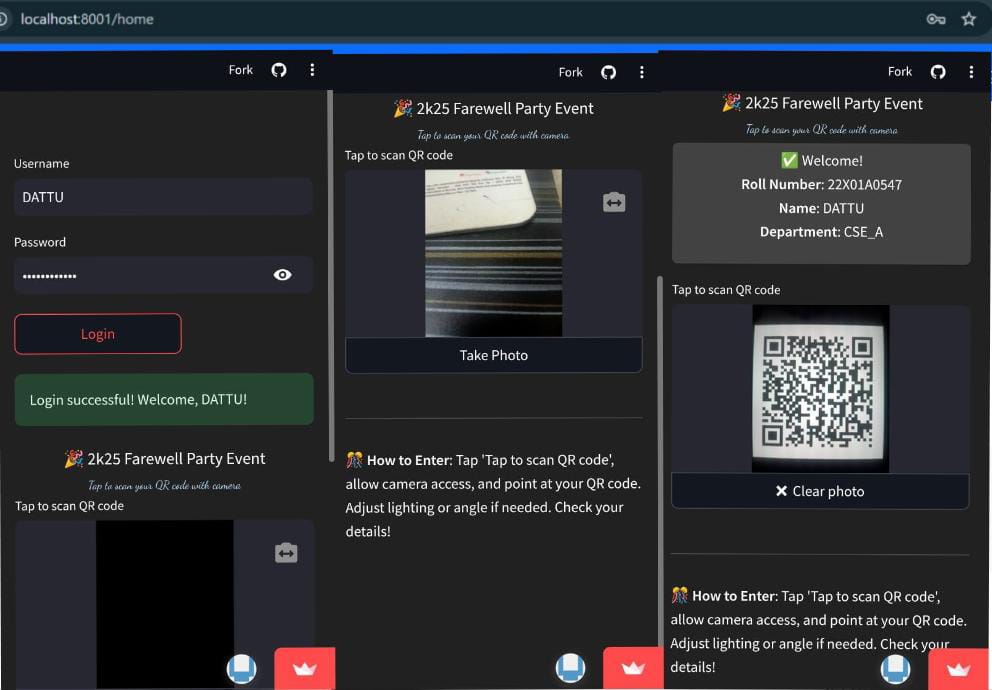 localhost:8001/home
Fork
Username
DATTU
Password
••••••••••••
Login
Login successful! Welcome, DATTU!
🎉 2k25 Farewell Party Event
Tap to scan your QR code with camera
Tap to scan QR code
Fork
🎉 2k25 Farewell Party Event
Tap to scan your QR code with camera
Tap to scan QR code
Take Photo
🎊 How to Enter: Tap 'Tap to scan QR code',
allow camera access, and point at your QR code.
Adjust lighting or angle if needed. Check your
details!
Fork
🎉 2k25 Farewell Party Event
Tap to scan your QR code with camera
✅ Welcome!
Roll Number: 22X01A0547
Name: DATTU
Department: CSE_A
Tap to scan QR code
✖ Clear photo
🎊 How to Enter: Tap 'Tap to scan QR code',
allow camera access, and point at your QR code.
Adjust lighting or angle if needed. Check your
details!